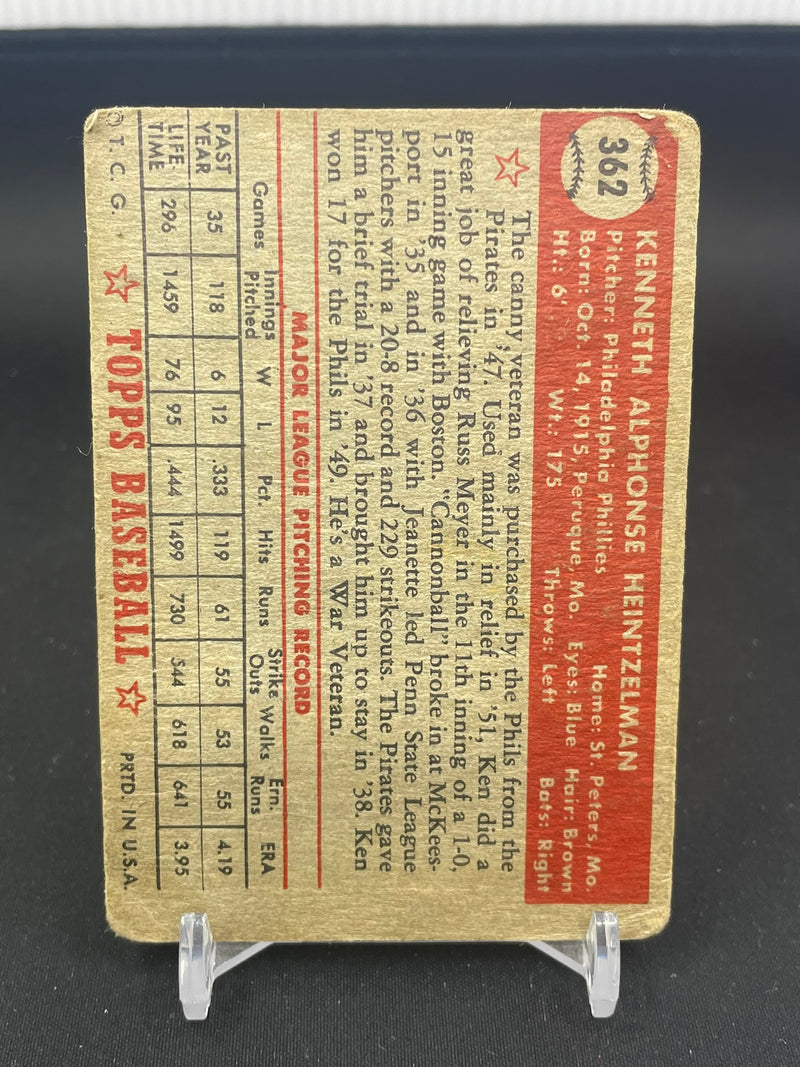 362
KENNETH ALPHONSE HEINTZELMAN
Pitcher: Philadelphia Phillies Home: St. Peters, Mo.
Born: Oct. 14, 1915, Peruque, Mo. Eyes: Blue Hair: Brown
Ht.: 6' Wt.: 175 Throws: Left Bats: Right
The canny veteran was purchased by the Phils from the
Pirates in '47. Used mainly in relief in '51, Ken did a
great job of relieving Russ Meyer in the 11th inning of a 1-0,
15 inning game with Boston. "Cannonball" broke in at McKees-
port in '35 and in '36 with Jeanette led Penn State League
pitchers with a 20-8 record and 229 strikeouts. The Pirates gave
him a brief trial in '37 and brought him up to stay in '38. Ken
won 17 for the Phils in '49. He's a War Veteran.
MAJOR LEAGUE PITCHING RECORD
Games Innings Pitched W L Pct. Hits Runs Strike Outs Walks Ern. Runs ERA
PAST YEAR 35 118 6 12 .333 119 61 55 53 55 4.19
LIFE-TIME 296 1459 76 95 .444 1499 730 544 618 641 3.95
© T. C. G. TOPPS BASEBALL PRTD. IN U.S.A.